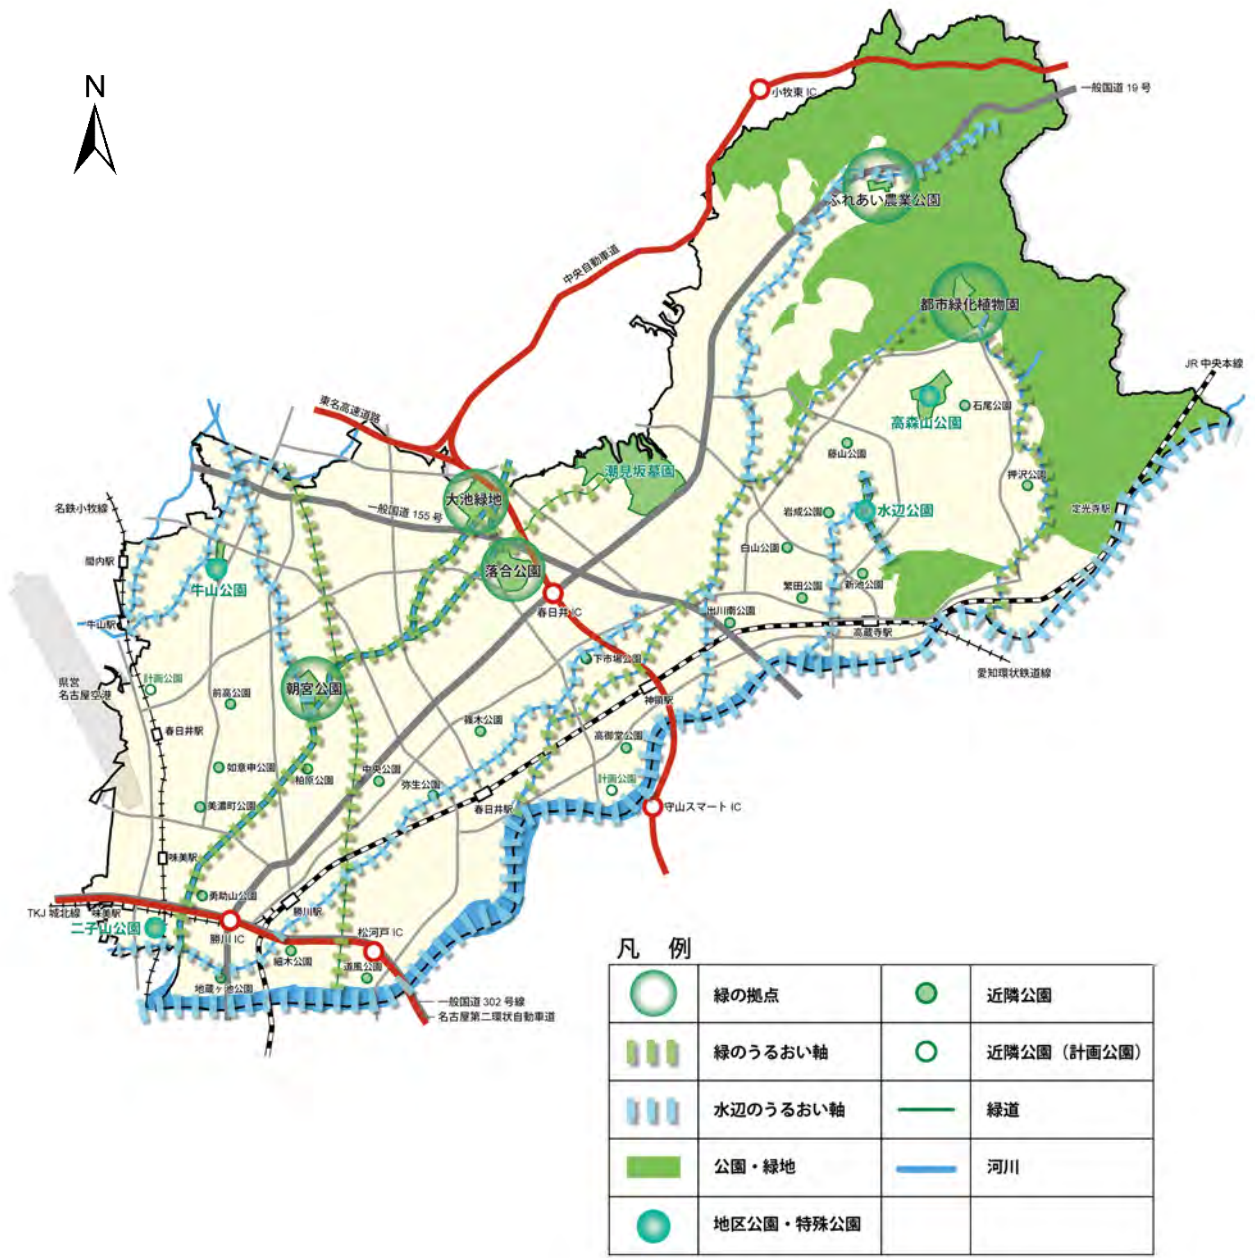 N
小牧東 IC
一般国道 19 号
ふれあい農業公園
中央自動車道
都市緑化植物園
JR 中央本線
東名高速道路
高森山公園
石尾公園
藤山公園
潮見坂墓園
押沢公園
大池緑地
名鉄小牧線
一般国道 155 号
岩成公園
水辺公園
定光寺駅
白山公園
間内駅
落合公園
牛山公園
繁田公園
新池公園
春日井 IC
出川南公園
牛山駅
高蔵寺駅
下市場公園
愛知環状鉄道線
県営
名古屋空港
計画公園
朝宮公園
前高公園
神領駅
春日井駅
篠木公園
高御堂公園
如意申公園
柏原公園
中央公園
弥生公園
計画公園
美濃町公園
春日井駅
守山スマート IC
味美駅
勇助山公園
TKJ 城北線
味美駅
勝川駅
二子山公園
勝川 IC
松河戸 IC
細木公園
道風公園
地蔵ヶ池公園
一般国道 302 号線
名古屋第二環状自動車道
凡 例
緑の拠点
近隣公園
緑のうるおい軸
近隣公園（計画公園）
水辺のうるおい軸
緑道
公園・緑地
河川
地区公園・特殊公園